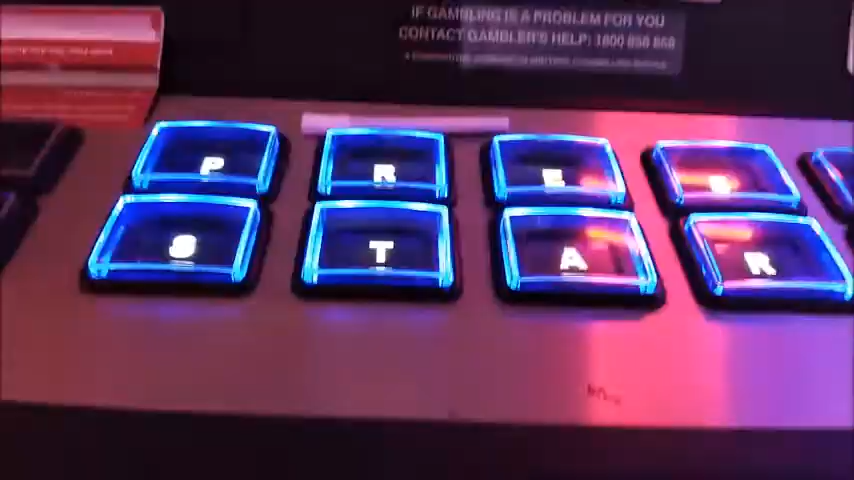 IF GAMBLING IS A PROBLEM FOR YOU
CONTACT GAMBLER'S HELP: 1800 858 858
P R E S
S T A R